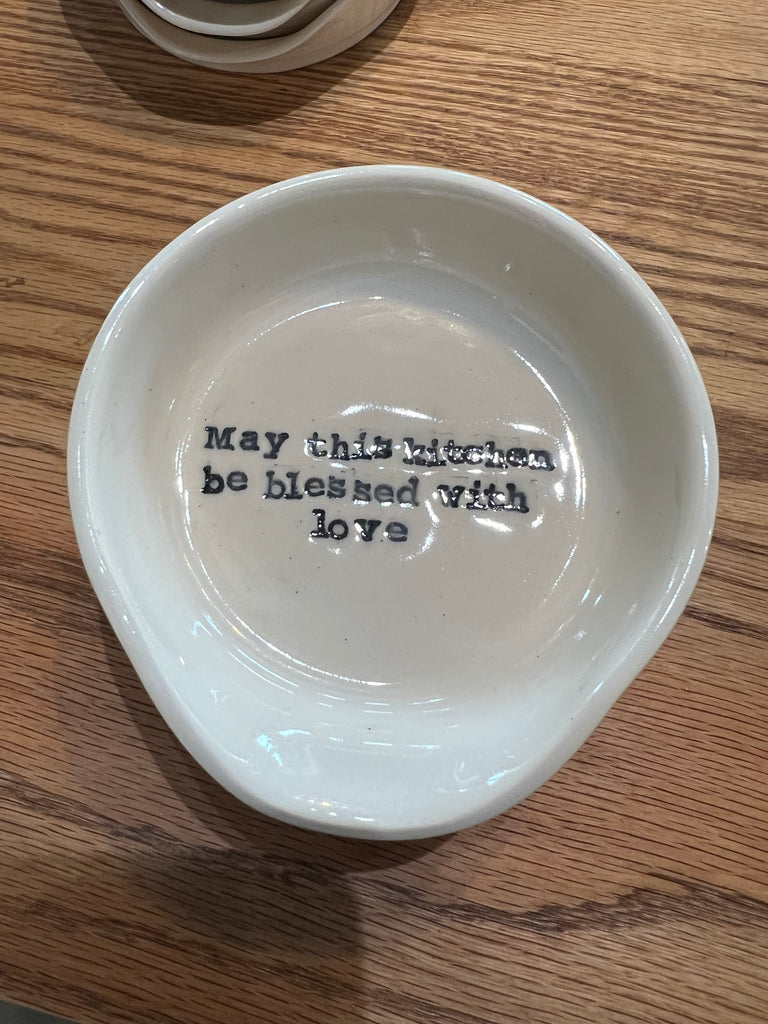 May this kitchen
be blessed with
love